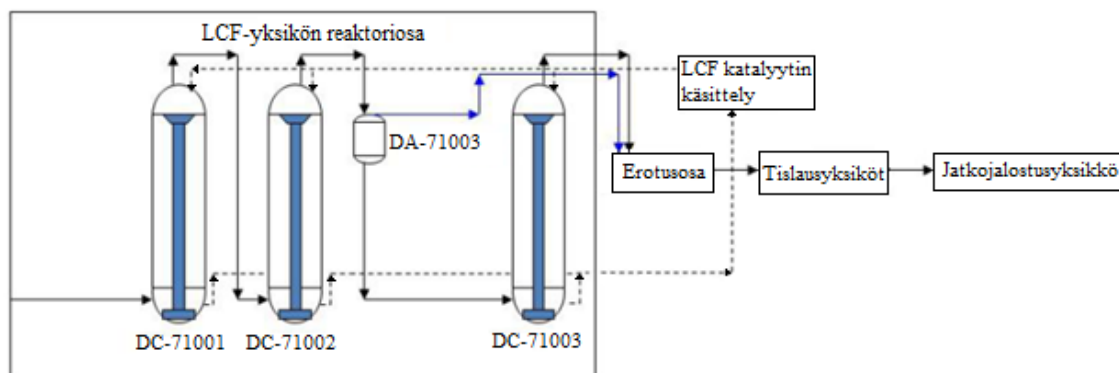 LCF-yksikön reaktoriosa
LCF katalyytin
käsittely
DA-71003
Erotusosa
Tislausyksiköt
Jatkojalostusyksikkö
DC-71001
DC-71002
DC-71003